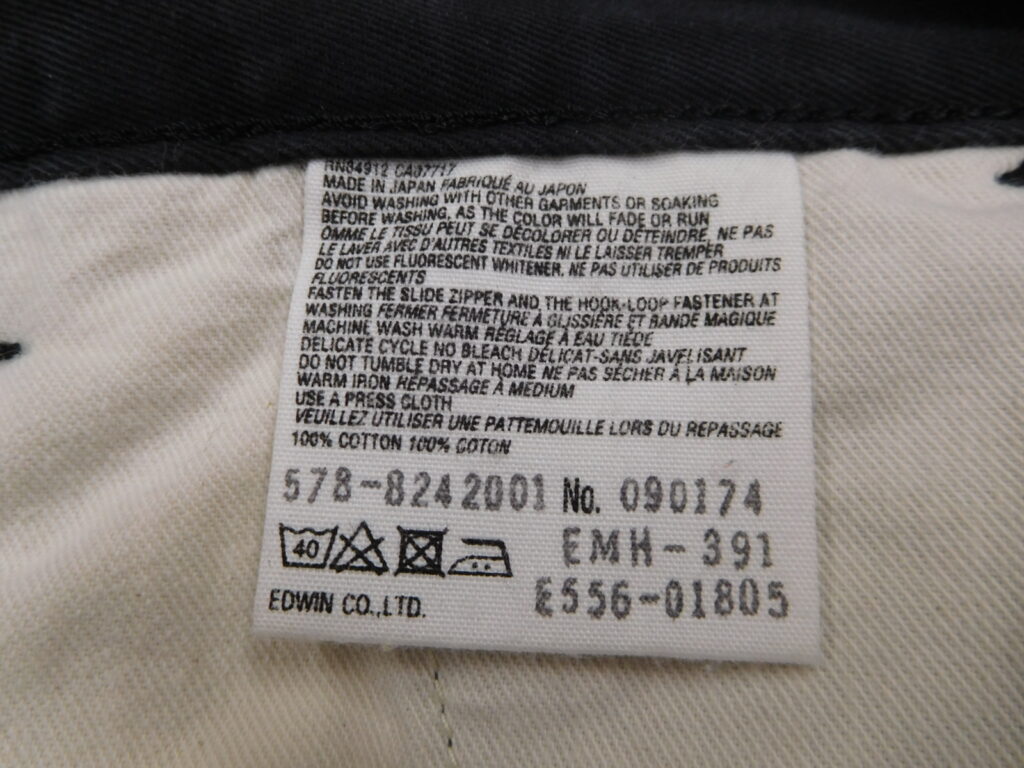 RN84912 CA07717
MADE IN JAPAN FABRIQUÉ AU JAPON
AVOID WASHING WITH OTHER GARMENTS OR SOAKING
BEFORE WASHING, AS THE COLOR WILL FADE OR RUN
OMME LE TISSU PEUT SE DÉCOLORER OU DÉTEINDRE, NE PAS
LE LAVER AVEC D'AUTRES TEXTILES NI LE LAISSER TREMPER
DO NOT USE FLUORESCENT WHITENER. NE PAS UTILISER DE PRODUITS
FLUORESCENTS
FASTEN THE SLIDE ZIPPER AND THE HOOK-LOOP FASTENER AT
WASHING FERMER FERMETURE À GLISSIÈRE ET BANDE MAGIQUE
MACHINE WASH WARM RÉGLAGE À EAU TIÈDE
DELICATE CYCLE NO BLEACH DÉLICAT-SANS JAVELISANT
DO NOT TUMBLE DRY AT HOME NE PAS SÉCHER À LA MAISON
WARM IRON RÉPASSAGE À MEDIUM
USE A PRESS CLOTH
VEUILLEZ UTILISER UNE PATTEMOUILLE LORS DU REPASSAGE
100% COTTON 100% COTON
578-8242001 No. 090174
40 EMH-391
EDWIN CO.,LTD. E556-01805